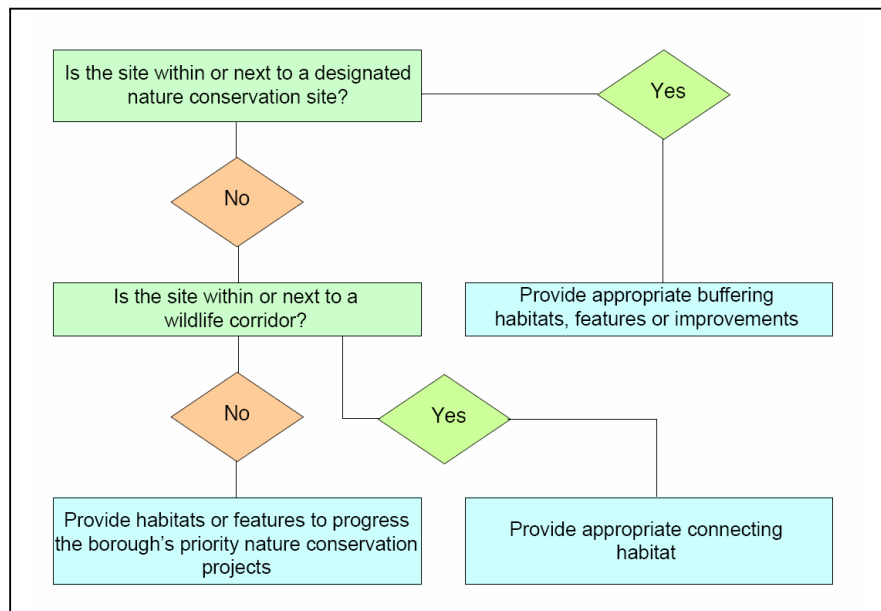 Is the site within or next to a designated
nature conservation site?
Yes
No
Is the site within or next to a
wildlife corridor?
Provide appropriate buffering
habitats, features or improvements
No
Yes
Provide habitats or features to progress
the borough's priority nature conservation
projects
Provide appropriate connecting
habitat